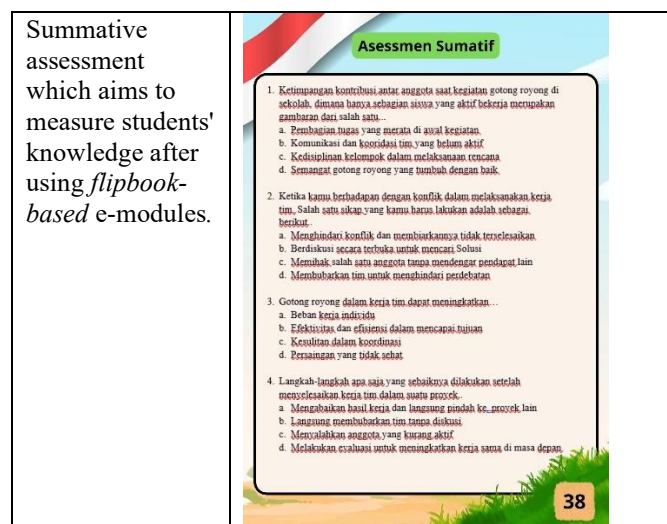 Summative
assessment
which aims to
measure students'
knowledge after
using flipbook-
based e-modules.
Asessmen Sumatif
1. Ketimpangan kontribusi antar anggota saat kegiatan gotong royong di
sekolah, dimana hanya sebagian siswa yang aktif bekerja merupakan
gambaran dari salah satu...
a. Pembagian tugas yang merata di awal kegiatan
b. Komunikasi dan kooridasi tim yang belum aktif
c. Kedisiplinan kelompok dalam melaksanaan rencana
d. Semangat gotong royong yang tumbuh dengan baik
2. Ketika kamu berhadapan dengan konflik dalam melaksanakan kerja
tim. Salah satu sikap yang kamu harus lakukan adalah sebagai
berikut..
a. Menghindari konflik dan membiarkannya tidak terselesaikan
b. Berdiskusi secara terbuka untuk mencari Solusi
c. Memihak salah satu anggota tanpa mendengar pendapat lain
d. Membubarkan tim untuk menghindari perdebatan
3. Gotong royong dalam kerja tim dapat meningkatkan…
a. Beban kerja individu
b. Efektivitas dan efisiensi dalam mencapai tujuan
c. Kesulitan dalam koordinasi
d. Persaingan yang tidak sehat
4. Langkah-langkah apa saja yang sebaiknya dilakukan setelah
menyelesaikan kerja tim dalam suatu proyek..
a. Mengabaikan hasil kerja dan langsung pindah ke proyek lain
b. Langsung membubarkan tim tanpa diskusi
c. Menyalahkan anggota yang kurang aktif
d. Melakukan evaluasi untuk meningkatkan kerja sama di masa depan
38